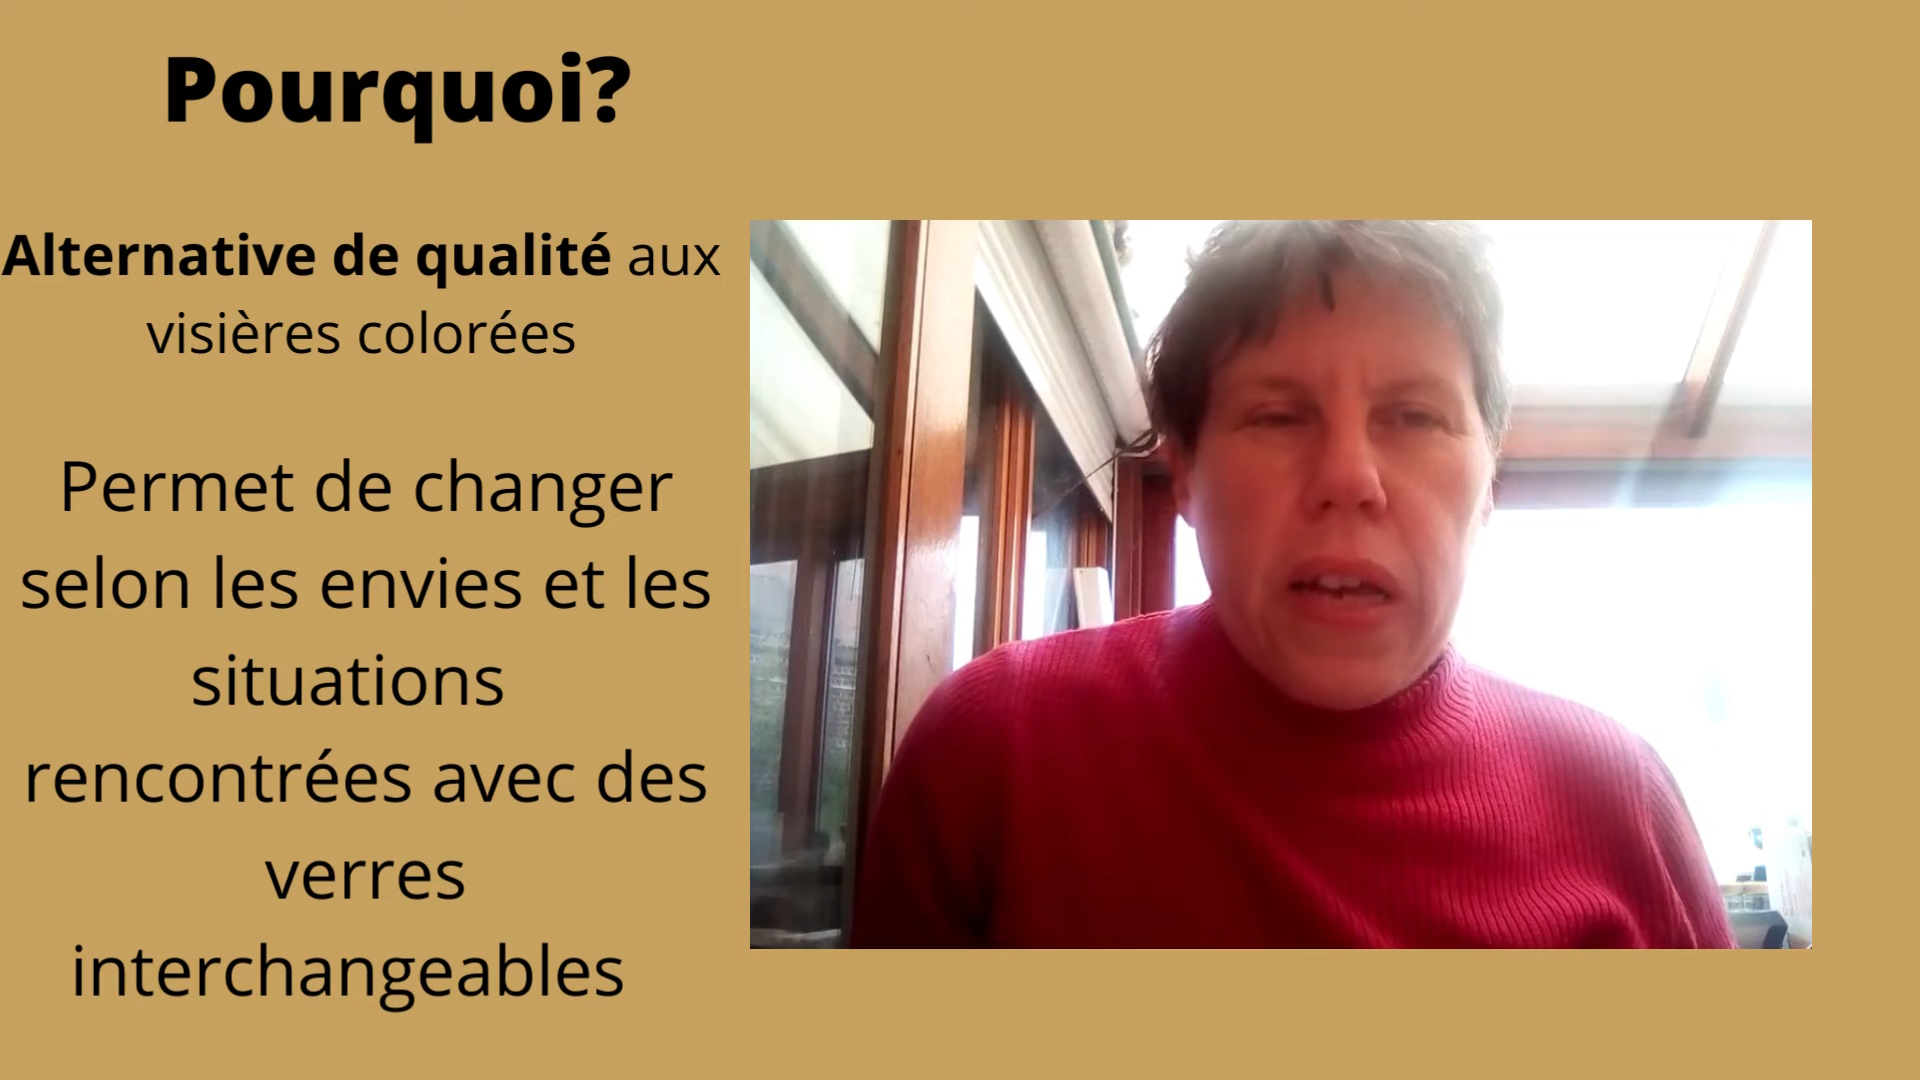 Pourquoi?
Alternative de qualité aux
visières colorées
Permet de changer
selon les envies et les
situations
rencontrées avec des
verres
interchangeables